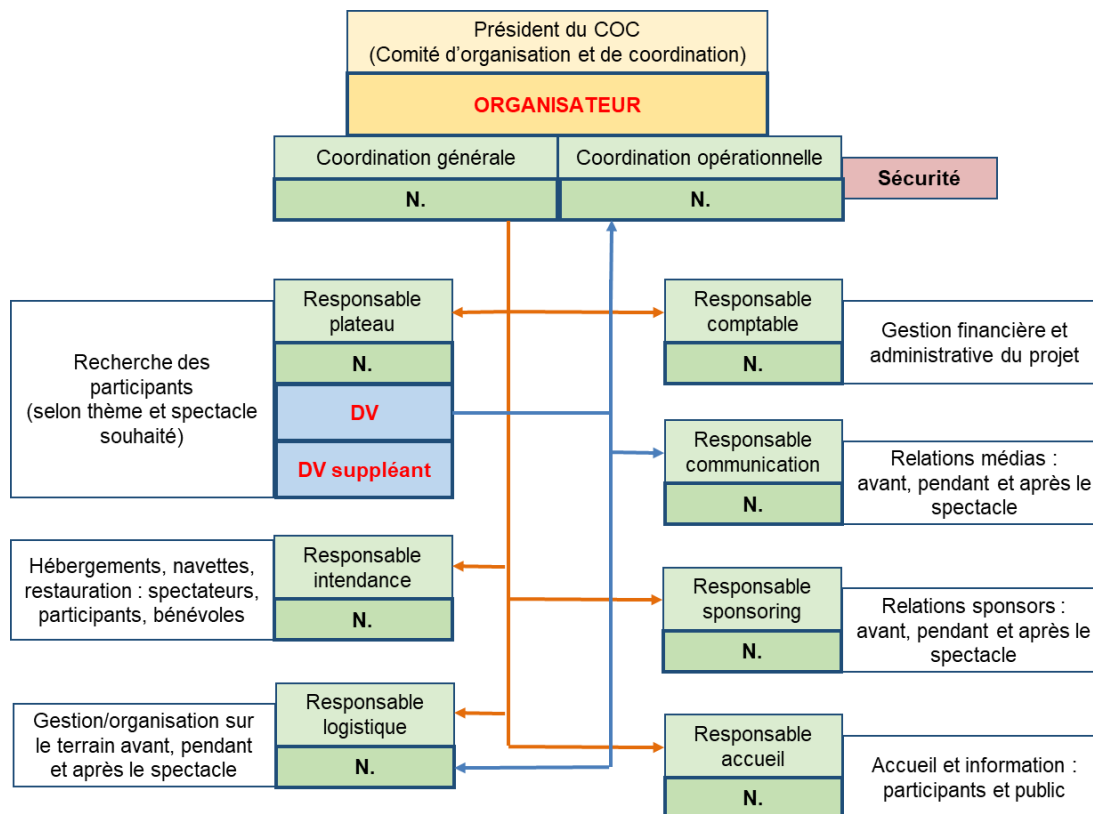 Président du COC
(Comité d'organisation et de coordination)
ORGANISATEUR
Coordination générale
Coordination opérationnelle
N.
N.
Sécurité
Recherche des
participants
(selon thème et spectacle
souhaité)
Responsable
plateau
N.
DV
DV suppléant
Responsable
comptable
N.
Gestion financière et
administrative du projet
Responsable
communication
N.
Relations médias :
avant, pendant et après le
spectacle
Hébergements, navettes,
restauration : spectateurs,
participants, bénévoles
Responsable
intendance
N.
Responsable
sponsoring
N.
Relations sponsors :
avant, pendant et après le
spectacle
Gestion/organisation sur
le terrain avant, pendant
et après le spectacle
Responsable
logistique
N.
Responsable
accueil
N.
Accueil et information :
participants et public